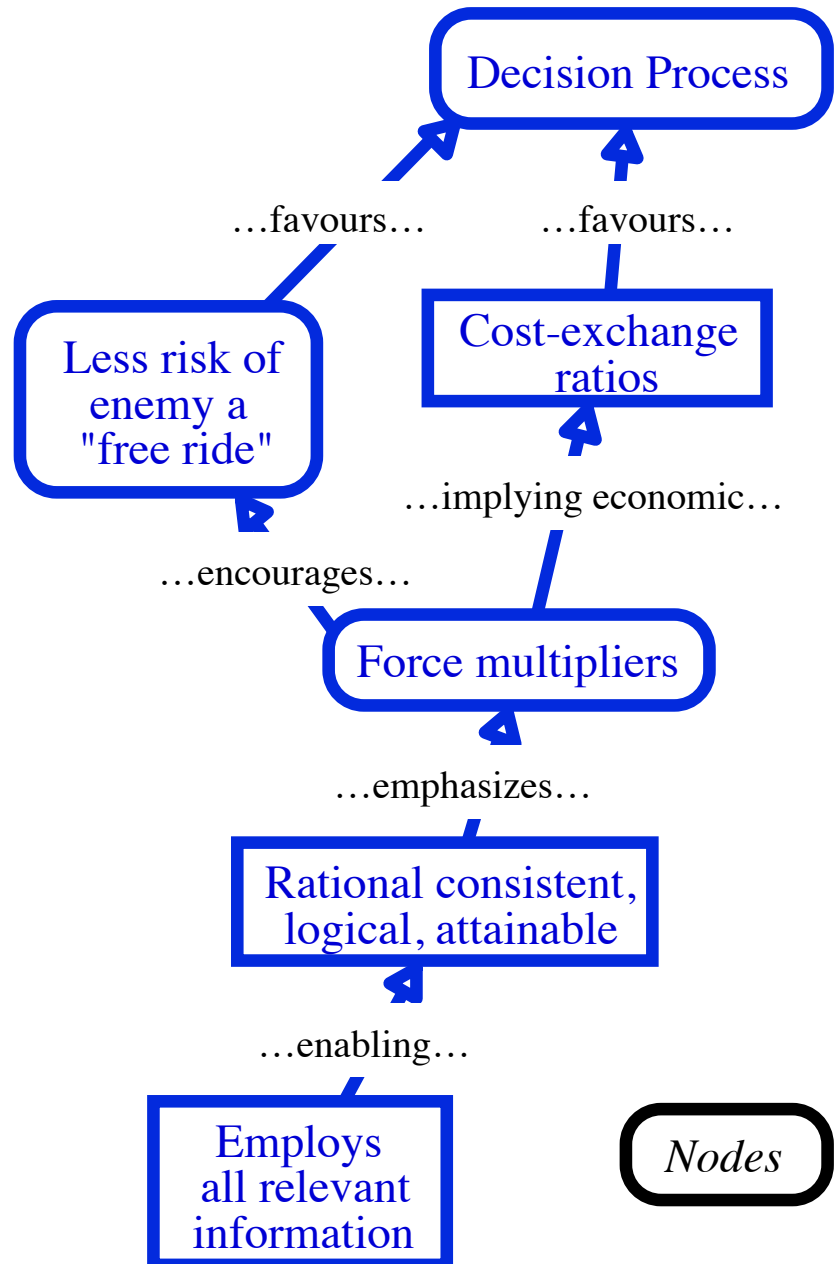 Decision Process
…favours…
…favours…
Cost-exchange
ratios
Less risk of
enemy a
"free ride"
…implying economic…
…encourages…
Force multipliers
…emphasizes…
Rational consistent,
logical, attainable
…enabling…
Employs
all relevant
information
Nodes